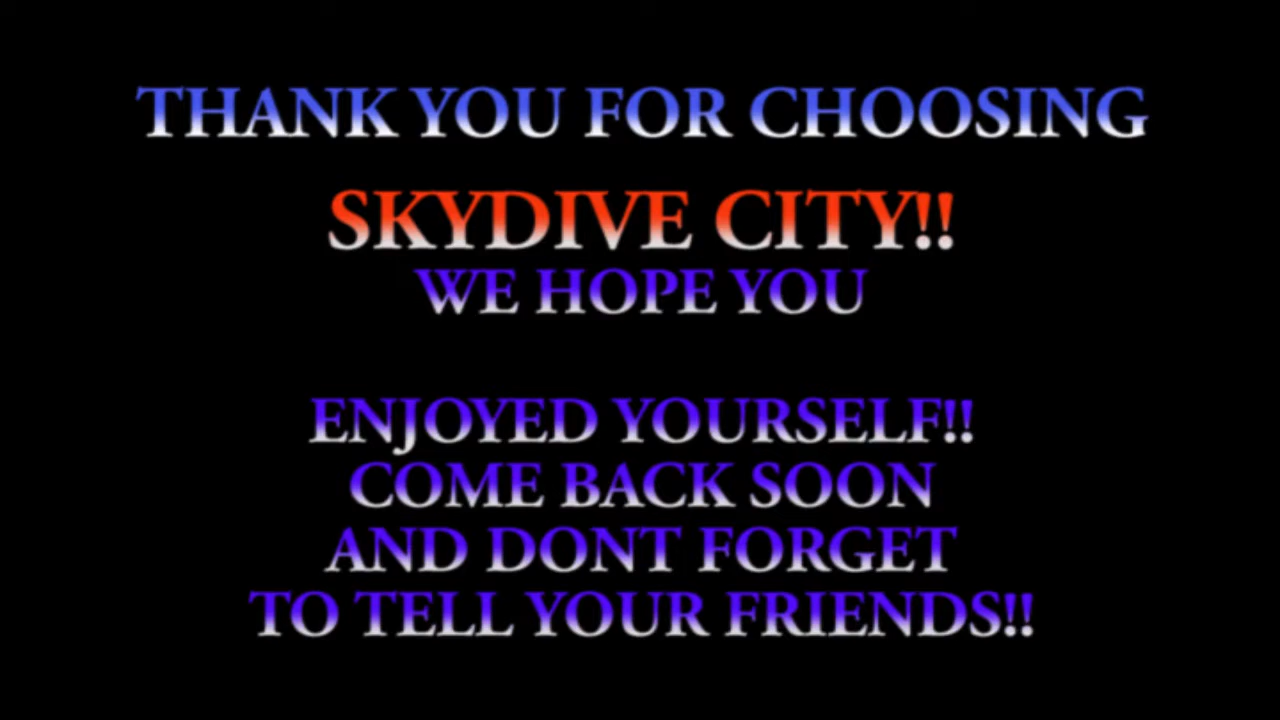 THANK YOU FOR CHOOSING
SKYDIVE CITY!!
WE HOPE YOU
ENJOYED YOURSELF!!
COME BACK SOON
AND DONT FORGET
TO TELL YOUR FRIENDS!!